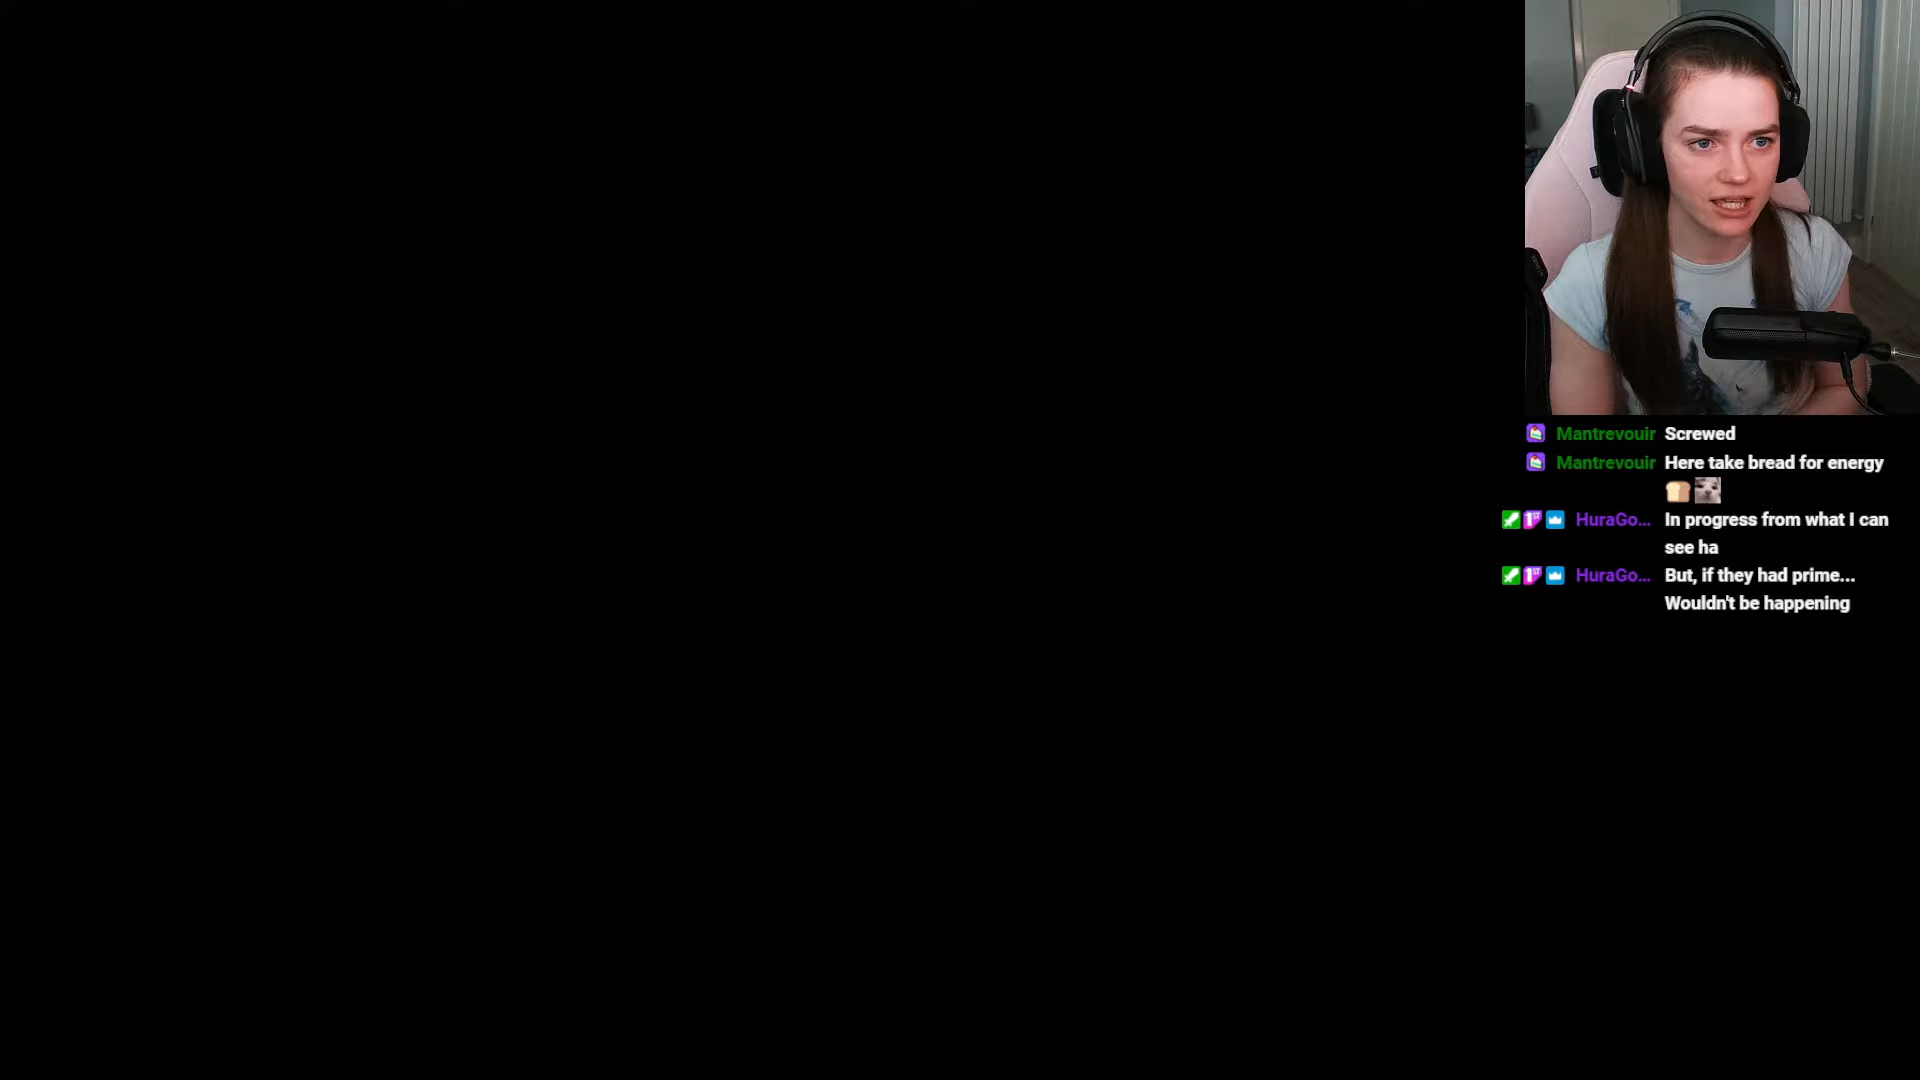 Mantrevouir Screwed
Mantrevouir Here take bread for energy
HuraGo... In progress from what I can
see ha
HuraGo... But, if they had prime...
Wouldn't be happening